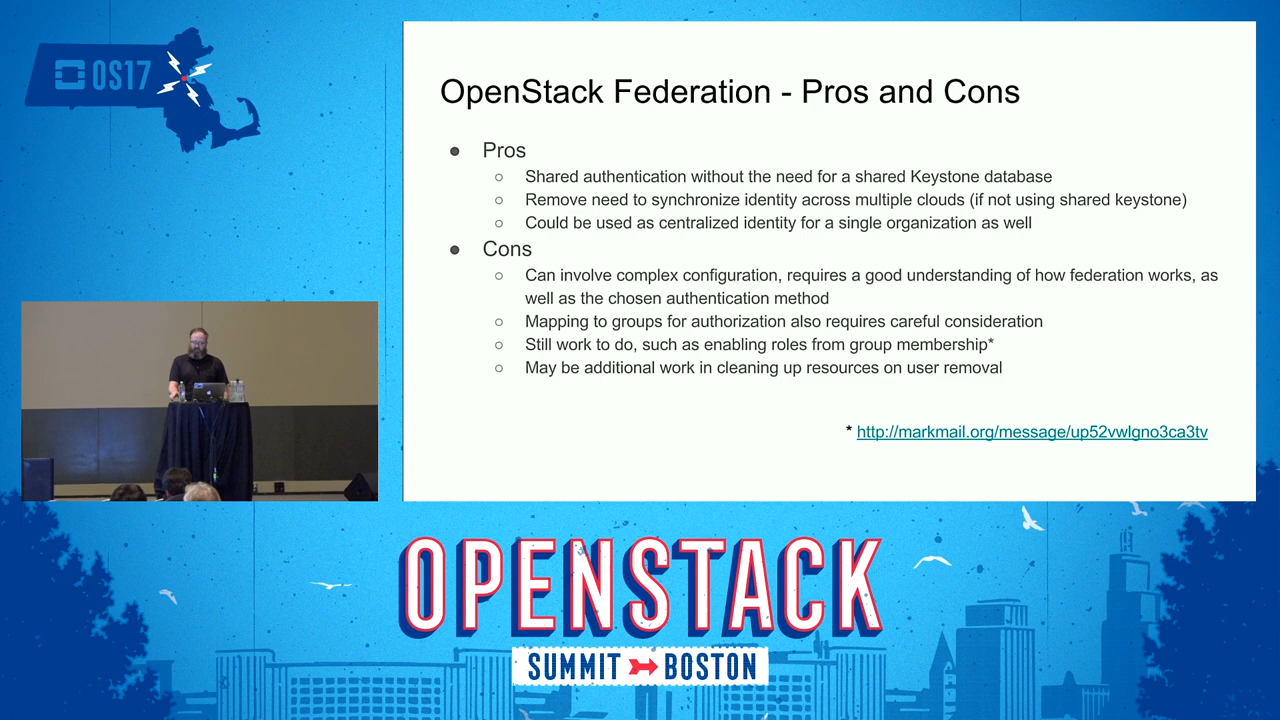 OS17
OpenStack Federation - Pros and Cons
● Pros
○ Shared authentication without the need for a shared Keystone database
○ Remove need to synchronize identity across multiple clouds (if not using shared keystone)
○ Could be used as centralized identity for a single organization as well
● Cons
○ Can involve complex configuration, requires a good understanding of how federation works, as
well as the chosen authentication method
○ Mapping to groups for authorization also requires careful consideration
○ Still work to do, such as enabling roles from group membership*
○ May be additional work in cleaning up resources on user removal
* http://markmail.org/message/up52vwlgno3ca3tv
OPENSTACK
SUMMIT BOSTON